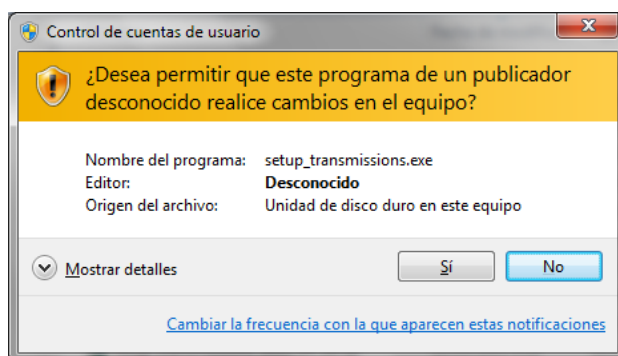 Control de cuentas de usuario
¿Desea permitir que este programa de un publicador
desconocido realice cambios en el equipo?
Nombre del programa: setup_transmissions.exe
Editor: Desconocido
Origen del archivo: Unidad de disco duro en este equipo
Mostrar detalles Sí No
Cambiar la frecuencia con la que aparecen estas notificaciones